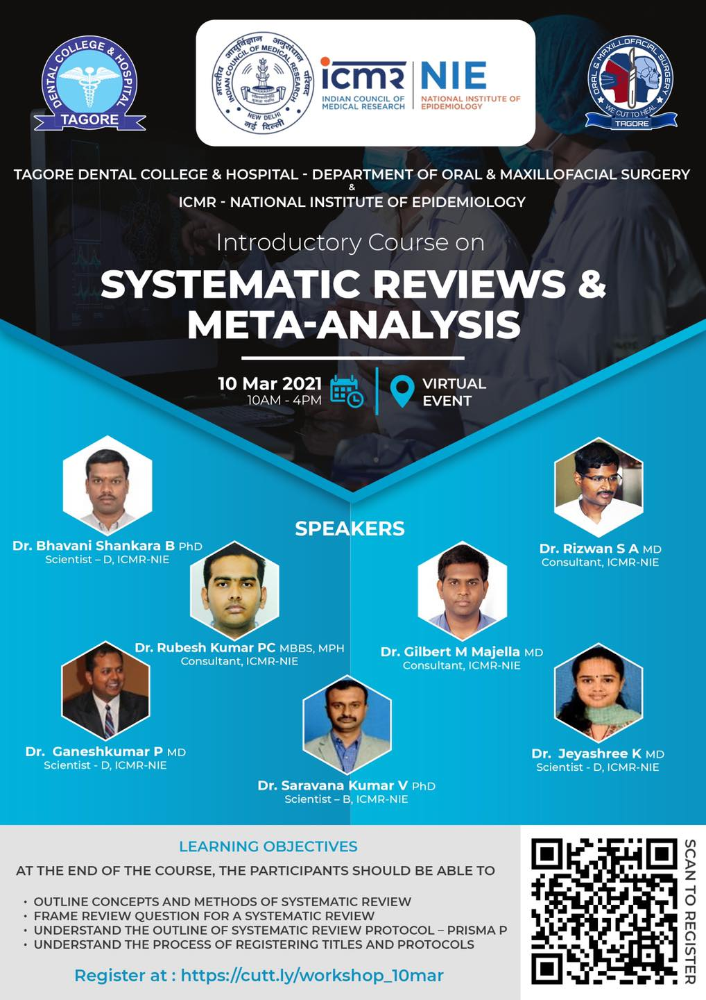 DENTAL COLLEGE & HOSPITAL
TAGORE
भारतीय आयुर्विज्ञान अनुसंधान परिषद
INDIAN COUNCIL OF MEDICAL RESEARCH
NEW DELHI
नई दिल्ली
icmr
INDIAN COUNCIL OF
MEDICAL RESEARCH
NIE
NATIONAL INSTITUTE OF
EPIDEMIOLOGY
ORAL & MAXILLOFACIAL SURGERY
WE CUT TO HEAL
TAGORE
TAGORE DENTAL COLLEGE & HOSPITAL - DEPARTMENT OF ORAL & MAXILLOFACIAL SURGERY
&
ICMR - NATIONAL INSTITUTE OF EPIDEMIOLOGY
Introductory Course on
SYSTEMATIC REVIEWS &
META-ANALYSIS
10 Mar 2021
10AM - 4PM
VIRTUAL
EVENT
SPEAKERS
Dr. Bhavani Shankara B PhD
Scientist – D, ICMR-NIE
Dr. Rizwan S A MD
Consultant, ICMR-NIE
Dr. Rubesh Kumar PC MBBS, MPH
Consultant, ICMR-NIE
Dr. Gilbert M Majella MD
Consultant, ICMR-NIE
Dr. Ganeshkumar P MD
Scientist - D, ICMR-NIE
Dr. Jeyashree K MD
Scientist - D, ICMR-NIE
Dr. Saravana Kumar V PhD
Scientist – B, ICMR-NIE
LEARNING OBJECTIVES
AT THE END OF THE COURSE, THE PARTICIPANTS SHOULD BE ABLE TO
• OUTLINE CONCEPTS AND METHODS OF SYSTEMATIC REVIEW
• FRAME REVIEW QUESTION FOR A SYSTEMATIC REVIEW
• UNDERSTAND THE OUTLINE OF SYSTEMATIC REVIEW PROTOCOL – PRISMA P
• UNDERSTAND THE PROCESS OF REGISTERING TITLES AND PROTOCOLS
Register at : https://cutt.ly/workshop_10mar
SCAN TO REGISTER